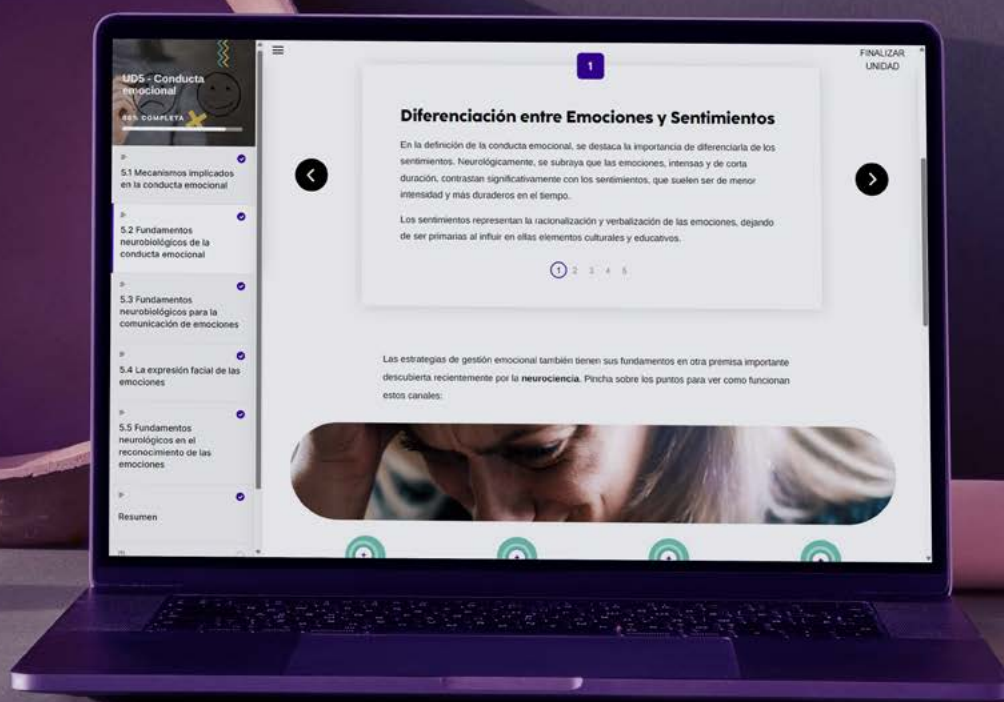 UD5 - Conducta
emocional
COMPLETA
5.1 Mecanismos implicados
en la conducta emocional
5.2 Fundamentos
neurobiológicos de la
conducta emocional
5.3 Fundamentos
neurobiológicos para la
comunicación de emociones
5.4 La expresión facial de las
emociones
5.5 Fundamentos
neurológicos en el
reconocimiento de las
emociones
Resumen
FINALIZAR
UNIDAD
1
Diferenciación entre Emociones y Sentimientos
En la definición de la conducta emocional, se destaca la importancia de diferenciarla de los
sentimientos. Neurológicamente, se subraya que las emociones, intensas y de corta
duración, contrastan significativamente con los sentimientos, que suelen ser de menor
intensidad y más duraderos en el tiempo.
Los sentimientos representan la racionalización y verbalización de las emociones, dejando
de ser primarias al influir en ellas elementos culturales y educativos.
1 2 3 4 5
Las estrategias de gestión emocional también tienen sus fundamentos en otra premisa importante
descubierta recientemente por la neurociencia. Pincha sobre los puntos para ver como funcionan
estos canales: